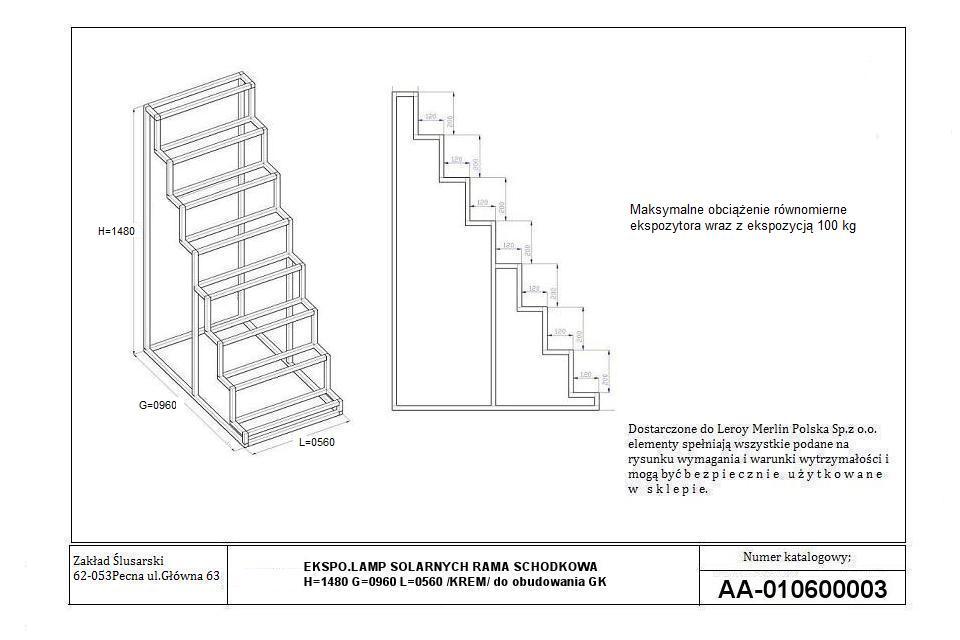 H=1480
G=0960
L=0560
120
200
120
200
120
200
120
200
120
200
120
200
120
200
Maksymalne obciążenie równomierne
ekspozytora wraz z ekspozycją 100 kg
Dostarczone do Leroy Merlin Polska Sp.z o.o.
elementy spełniają wszystkie podane na
rysunku wymagania i warunki wytrzymałości i
mogą być b e z p i e c z n i e u ż y t k o w a n e
w s k l e p i e.
Zakład Ślusarski
62-053Pecna ul.Główna 63
EKSPO.LAMP SOLARNYCH RAMA SCHODKOWA
H=1480 G=0960 L=0560 /KREM/ do obudowania GK
Numer katalogowy;
AA-010600003